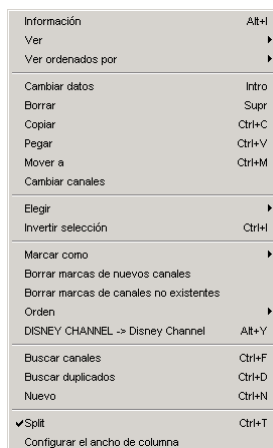 Información Alt+I
Ver
Ver ordenados por
Cambiar datos Intro
Borrar Supr
Copiar Ctrl+C
Pegar Ctrl+V
Mover a Ctrl+M
Cambiar canales
Elegir
Invertir selección Ctrl+I
Marcar como
Borrar marcas de nuevos canales
Borrar marcas de canales no existentes
Orden
DISNEY CHANNEL -> Disney Channel Alt+Y
Buscar canales Ctrl+F
Buscar duplicados Ctrl+D
Nuevo Ctrl+N
Split Ctrl+T
Configurar el ancho de columna